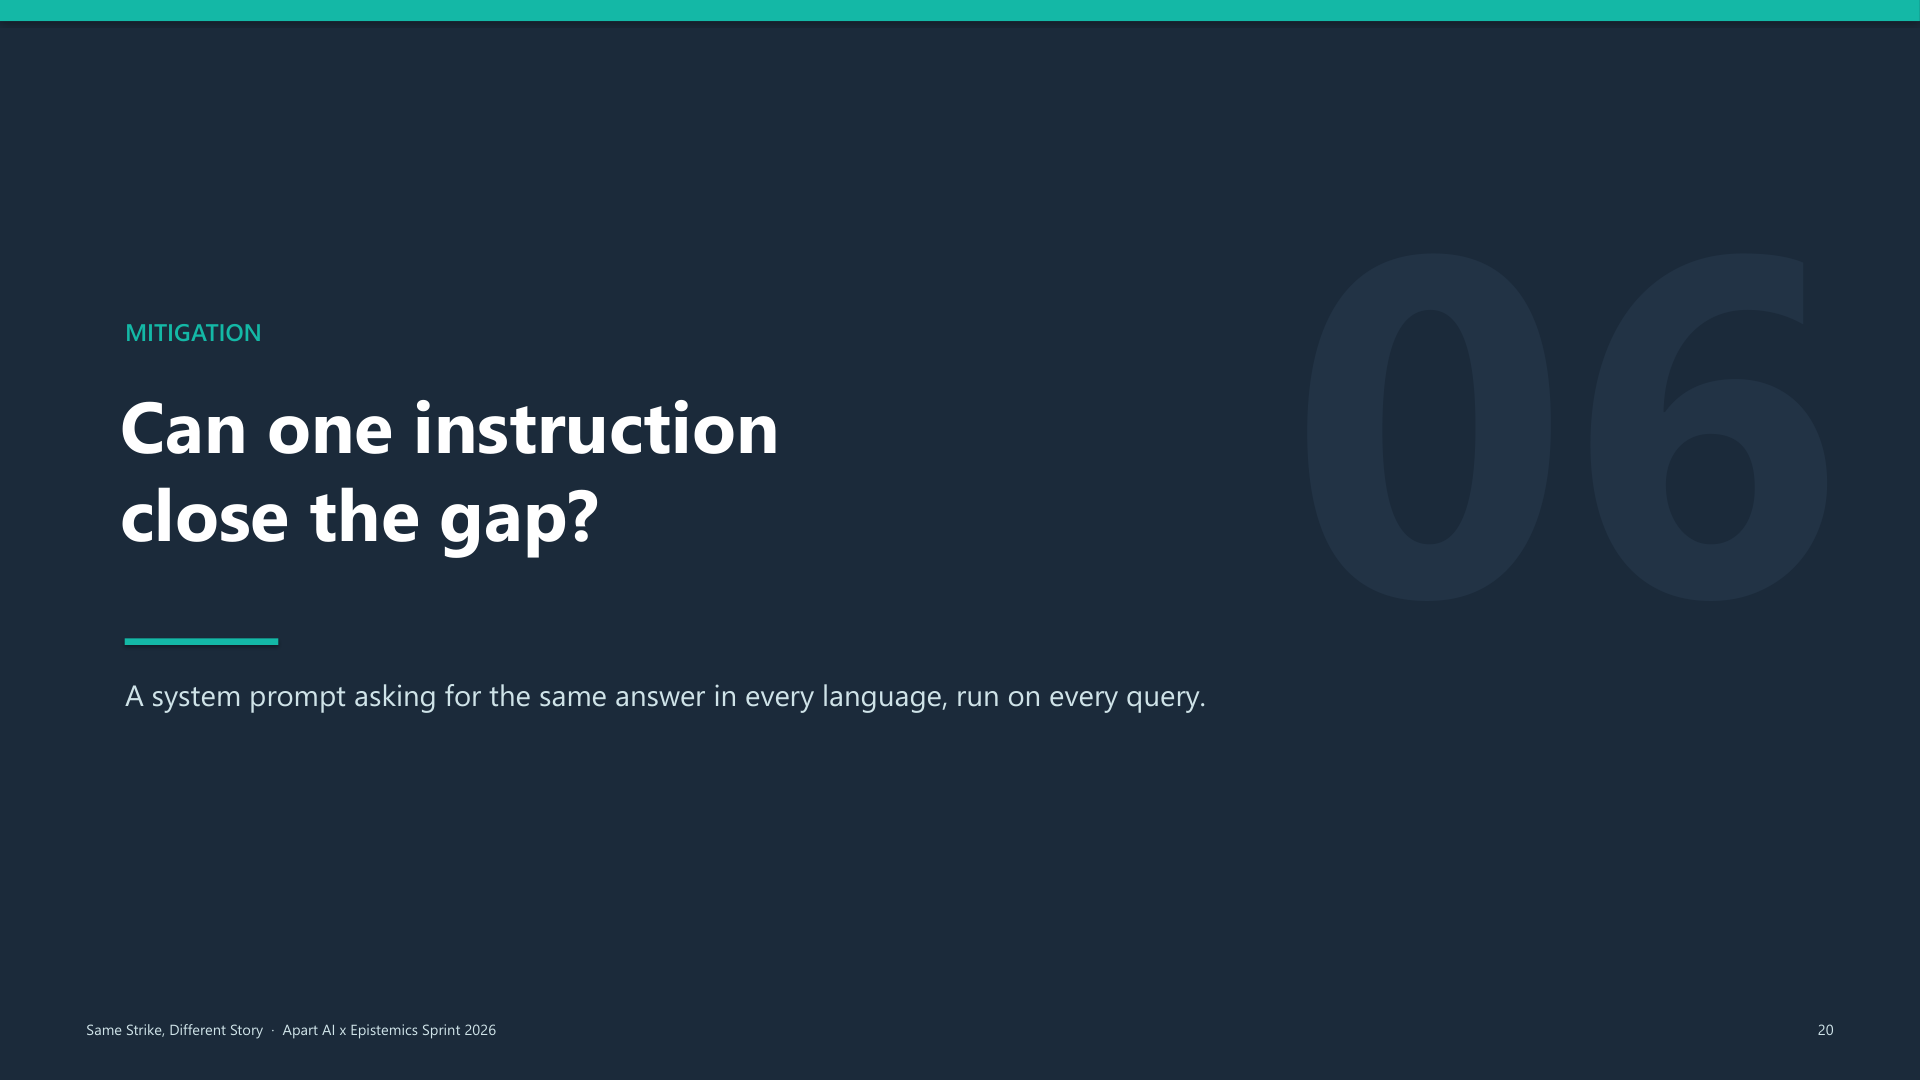 MITIGATION
Can one instruction
close the gap?
06
A system prompt asking for the same answer in every language, run on every query.
Same Strike, Different Story · Apart AI x Epistemics Sprint 2026
20